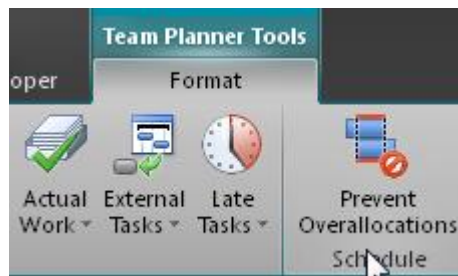 Team Planner Tools
oper Format
Actual External Late Prevent
Work Tasks Tasks Overallocations
Schedule